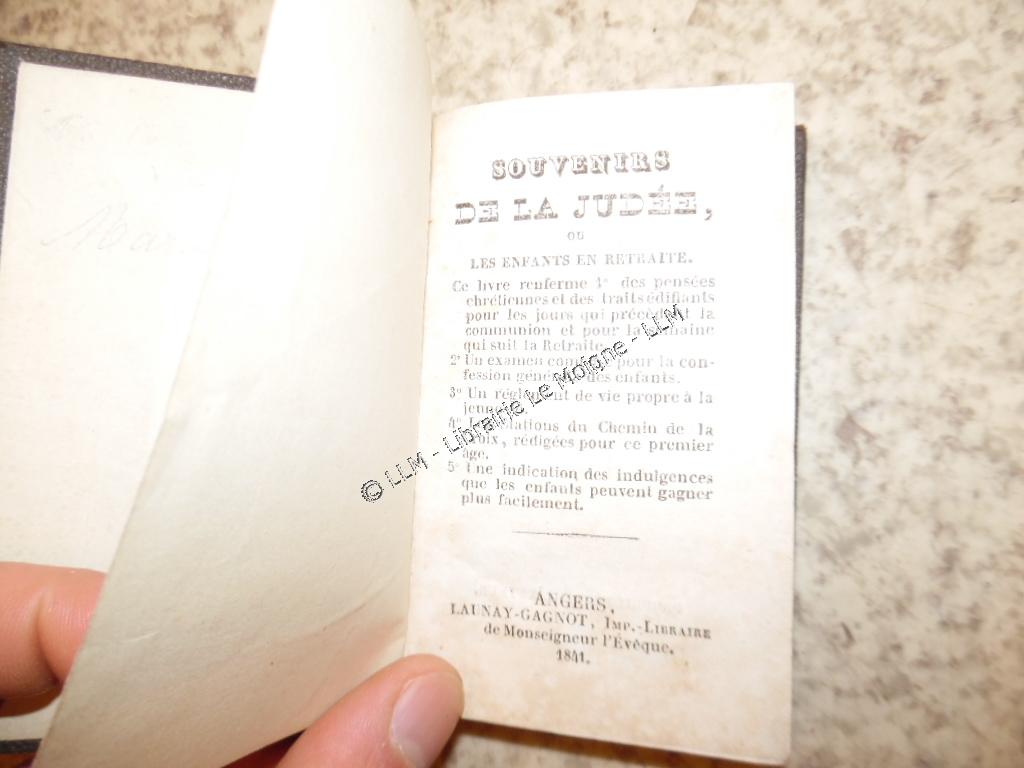 SOUVENIRS
DE LA JUDÉE,
OU
LES ENFANTS EN RETRAITE.
Ce livre renferme 1° des pensées
chrétiennes et des traits édifiants
pour les jours qui précèdent la
communion et pour la semaine
qui suit la Retraite.
2° Un examen pour la con-
fession générale des enfants.
3° Un règlement de vie propre à la
4° du Chemin de la
Croix, rédigées pour ce premier
âge.
5° Une indication des indulgences
que les enfants peuvent gagner
plus facilement.
ANGERS,
LAUNAY-GAGNOT, IMP.-LIBRAIRE
de Monseigneur l'Évêque.
1841.
© LLM - Librairie Le Moigne - LLM